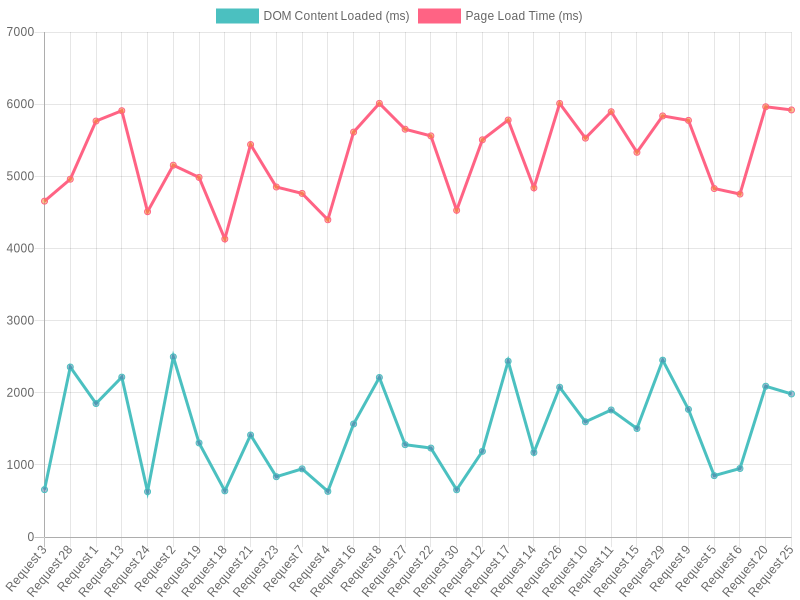 DOM Content Loaded (ms) Page Load Time (ms)
7000
6000
5000
4000
3000
2000
1000
0
Request 3
Request 28
Request 1
Request 13
Request 24
Request 2
Request 19
Request 18
Request 21
Request 23
Request 7
Request 4
Request 16
Request 8
Request 27
Request 22
Request 30
Request 12
Request 17
Request 14
Request 26
Request 10
Request 11
Request 15
Request 29
Request 9
Request 5
Request 6
Request 20
Request 25